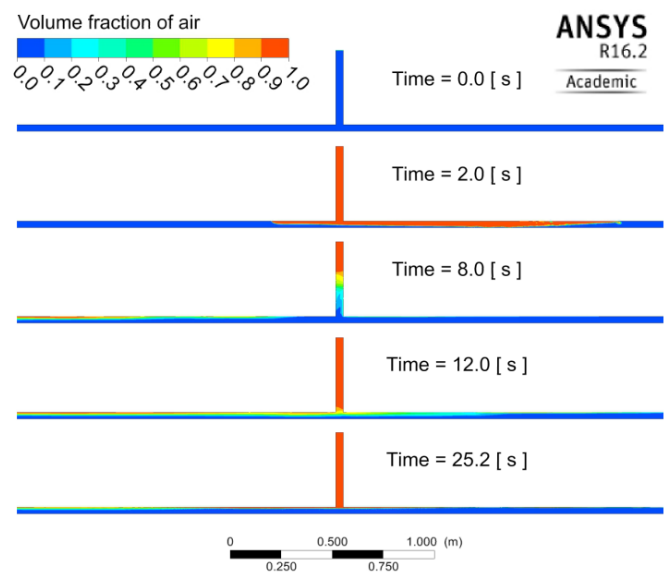 Volume fraction of air
0.0 0.1 0.2 0.3 0.4 0.5 0.6 0.7 0.8 0.9 1.0
ANSYS
R16.2
Academic
Time = 0.0 [ s ]
Time = 2.0 [ s ]
Time = 8.0 [ s ]
Time = 12.0 [ s ]
Time = 25.2 [ s ]
0 0.500 1.000 (m)
0.250 0.750